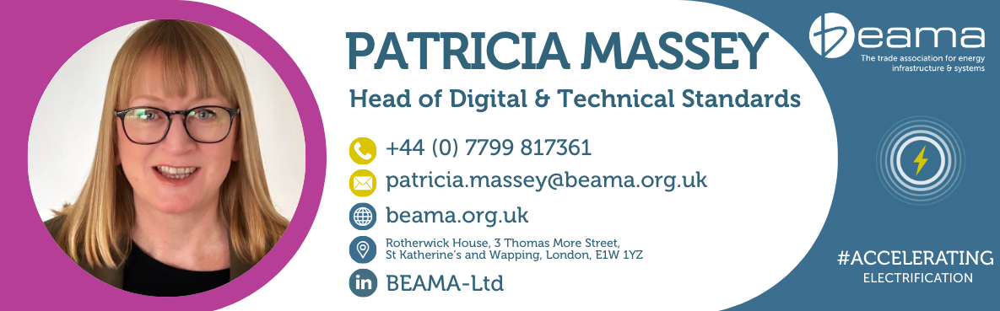 PATRICIA MASSEY
Head of Digital & Technical Standards
+44 (0) 7799 817361
patricia.massey@beama.org.uk
beama.org.uk
Rotherwick House, 3 Thomas More Street,
St Katherine's and Wapping, London, E1W 1YZ
in BEAMA-Ltd
beama
The trade association for energy
infrastructure & systems
#ACCELERATING
ELECTRIFICATION